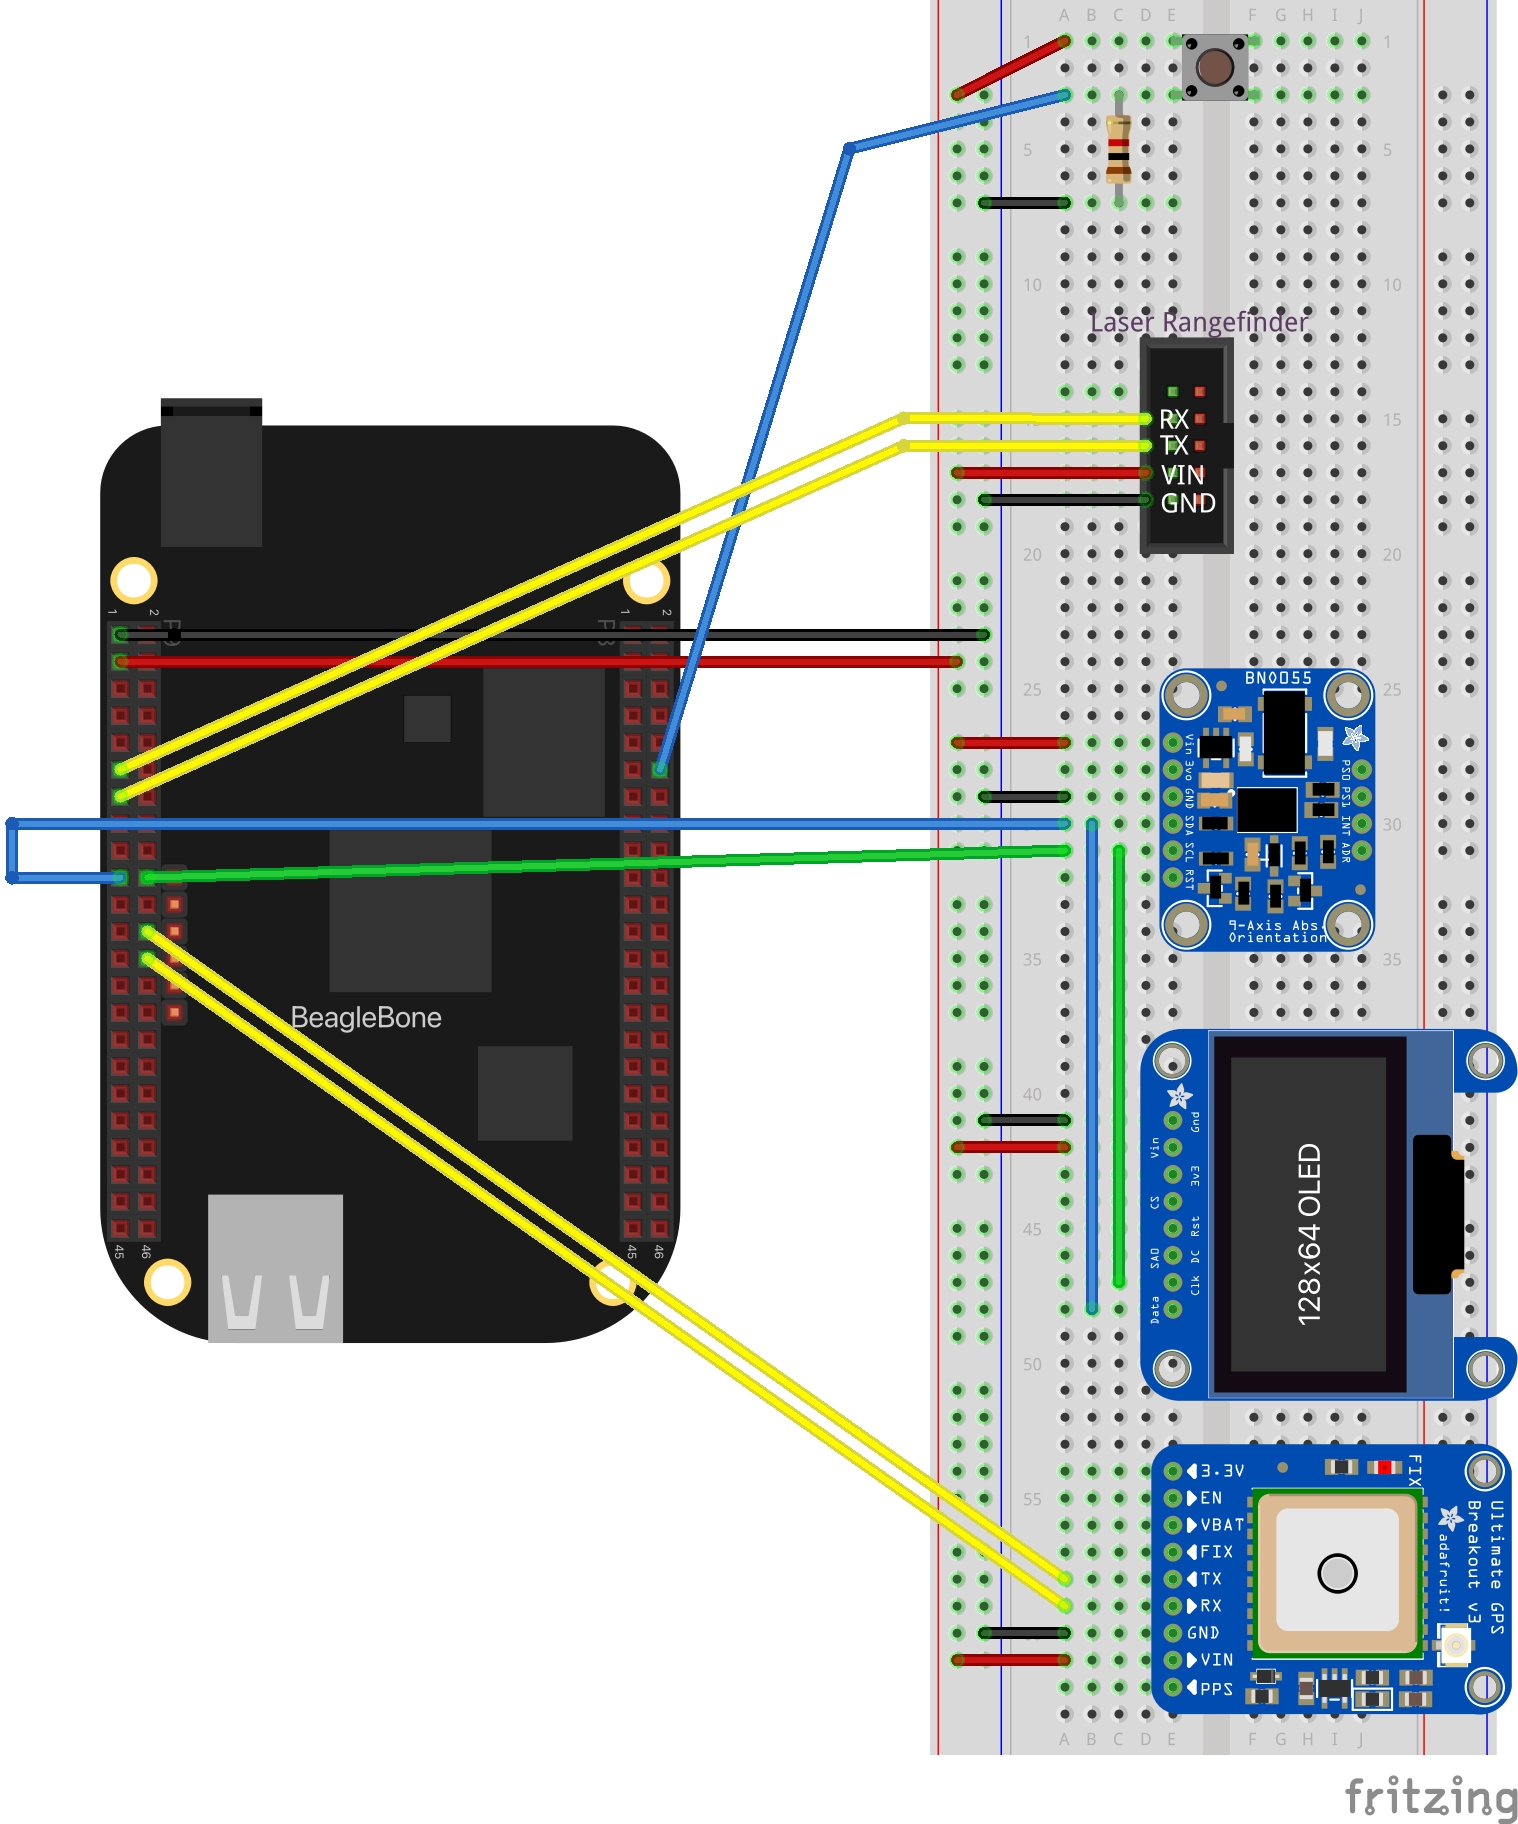 A B C D E F G H I J
1 1
5 5
10 10
Laser Rangefinder
15 15
RX
TX
VIN
GND
20 20
1 2
P9
1 2
P8
25 25
BNO055
Vin
3vo
GND
SDA
SCL
RST
PS0
PS1
INT
ADR
30 30
9-Axis Abs.
Orientation
35 35
BeagleBone
40
Gnd
Vin
3v3
CS
Rst
SA0
DC
Clk
Data
128x64 OLED
45
45 46
45 46
50
3.3V
EN
VBAT
FIX
TX
RX
GND
VIN
PPS
FIX
Ultimate GPS
Breakout v3
adafruit!
55
A B C D E F G H I J
fritzing